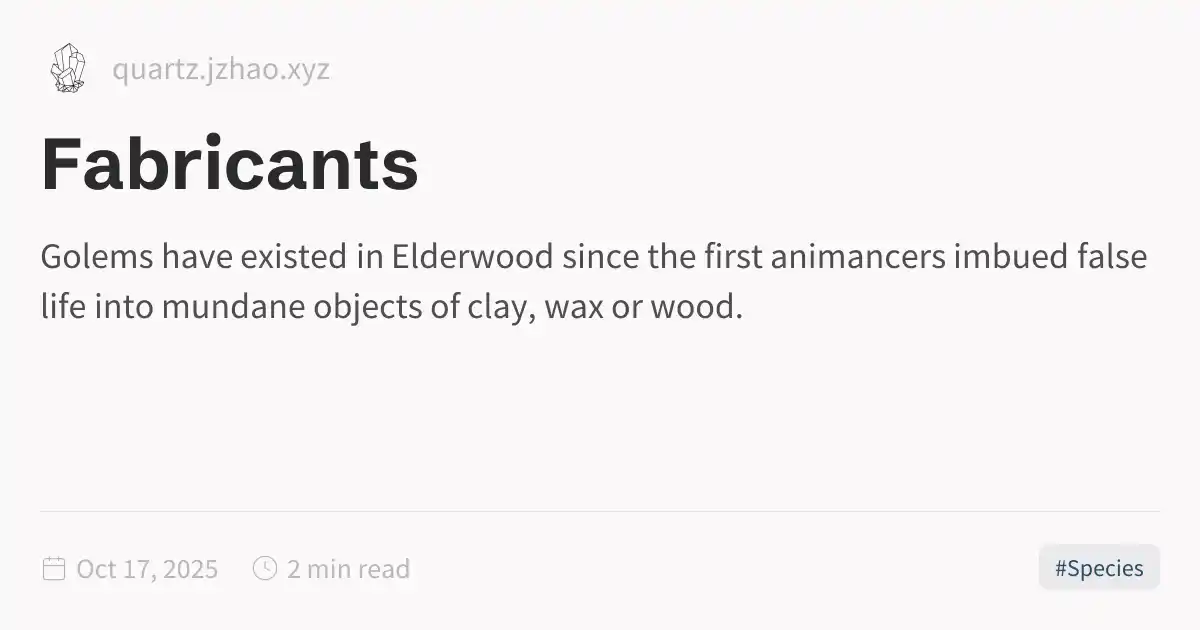 quartz.jzhao.xyz
Fabricants
Golems have existed in Elderwood since the first animancers imbued false
life into mundane objects of clay, wax or wood.
Oct 17, 2025 2 min read #Species